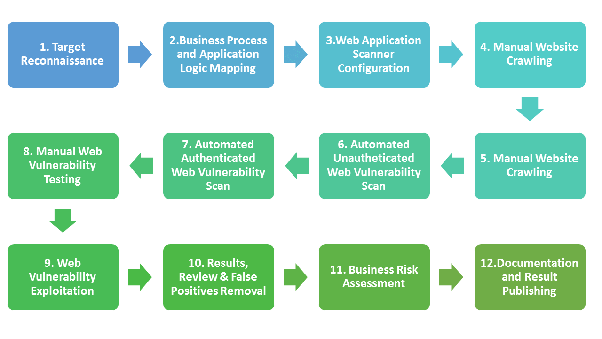 1. Target
Reconnaissance
2.Business Process
and Application
Logic Mapping
3.Web Application
Scanner
Configuration
4. Manual Website
Crawling
5. Manual Website
Crawling
6. Automated
Unautheticated
Web Vulnerability
Scan
7. Automated
Authenticated
Web Vulnerability
Scan
8. Manual Web
Vulnerability
Testing
9. Web
Vulnerability
Exploitation
10. Results,
Review & False
Positives Removal
11. Business Risk
Assessment
12.Documentation
and Result
Publishing